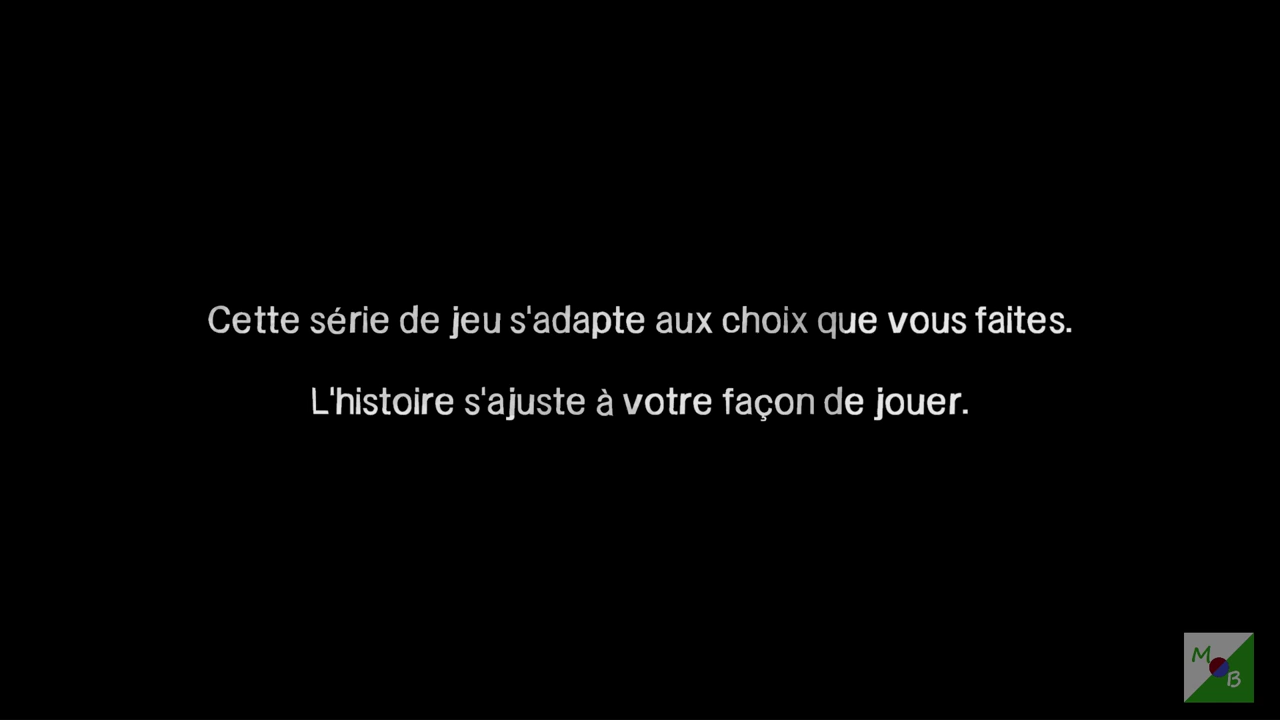 Cette série de jeu s'adapte aux choix que vous faites.
L'histoire s'ajuste à votre façon de jouer.
M
B